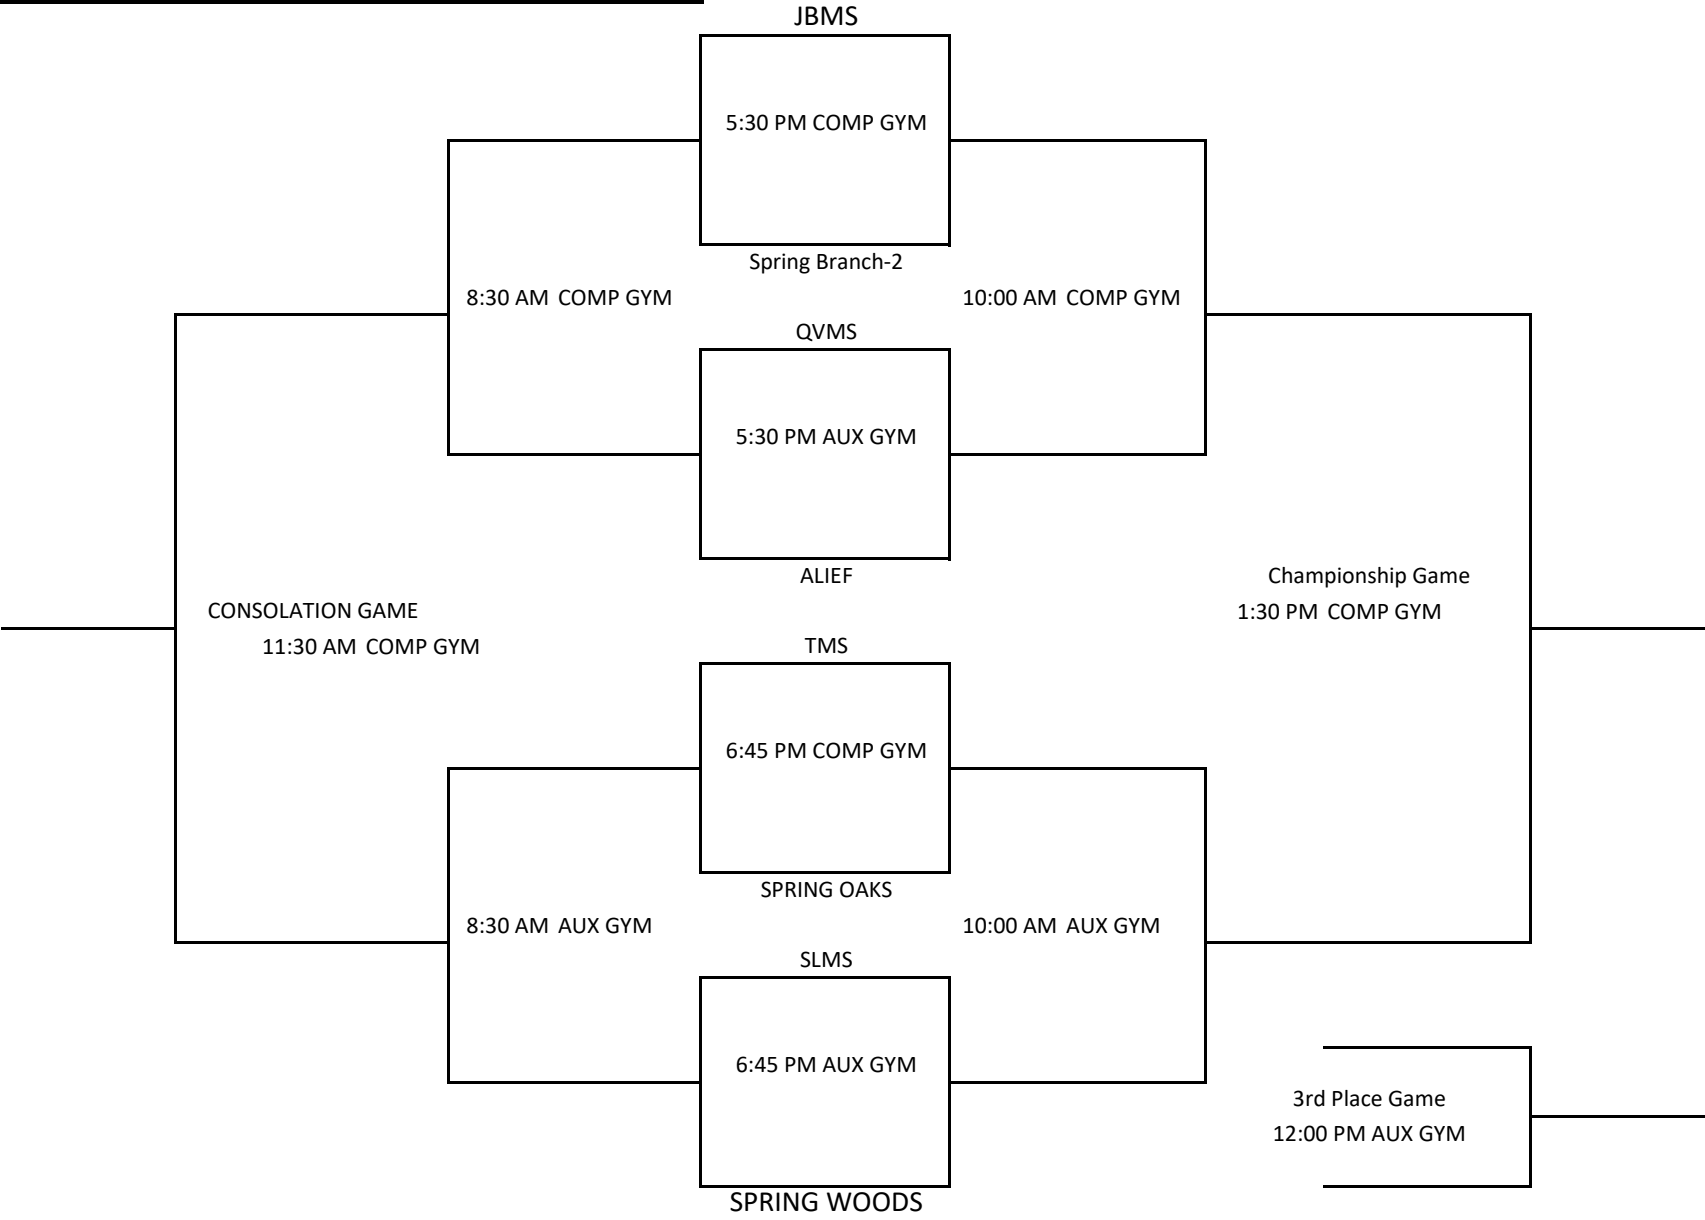 JBMS
5:30 PM COMP GYM
Spring Branch-2
8:30 AM COMP GYM
10:00 AM COMP GYM
QVMS
5:30 PM AUX GYM
ALIEF
Championship Game
CONSOLATION GAME
1:30 PM COMP GYM
11:30 AM COMP GYM
TMS
6:45 PM COMP GYM
SPRING OAKS
8:30 AM AUX GYM
10:00 AM AUX GYM
SLMS
6:45 PM AUX GYM
3rd Place Game
12:00 PM AUX GYM
SPRING WOODS